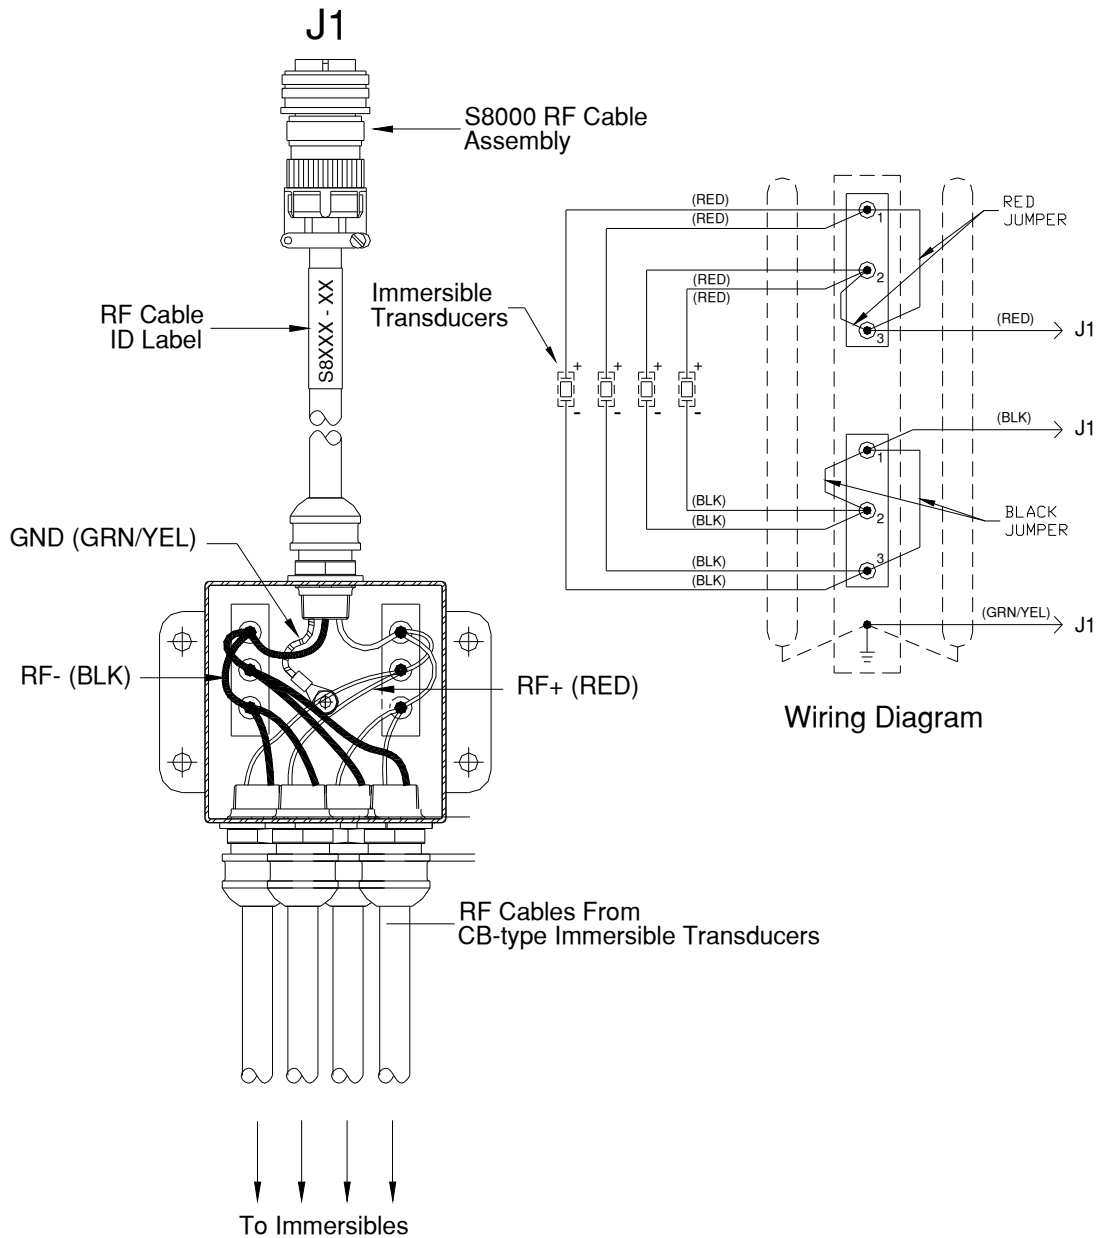 J1
S8000 RF Cable
Assembly
RF Cable
ID Label
S8XXX - XX
Immersible
Transducers
(RED)
(RED)
1
RED
JUMPER
2
(RED)
(RED)
3
(RED)
J1
+
+
+
+
-
-
-
-
(BLK)
J1
1
(BLK)
(BLK)
2
BLACK
JUMPER
3
(BLK)
(BLK)
(GRN/YEL)
J1
GND (GRN/YEL)
RF- (BLK)
RF+ (RED)
Wiring Diagram
RF Cables From
CB-type Immersible Transducers
To Immersibles